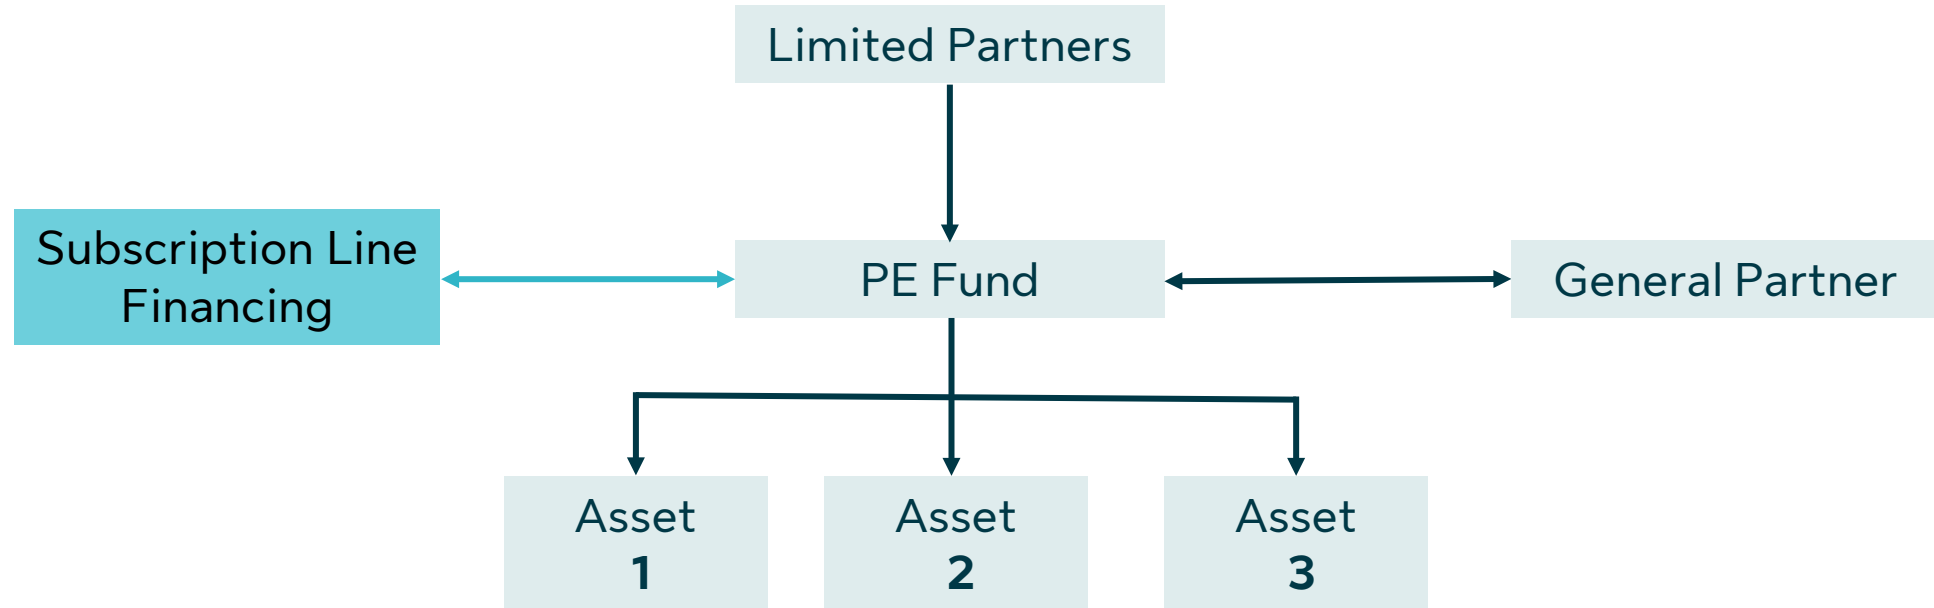 Limited Partners
Subscription Line
Financing
PE Fund
General Partner
Asset
1
Asset
2
Asset
3